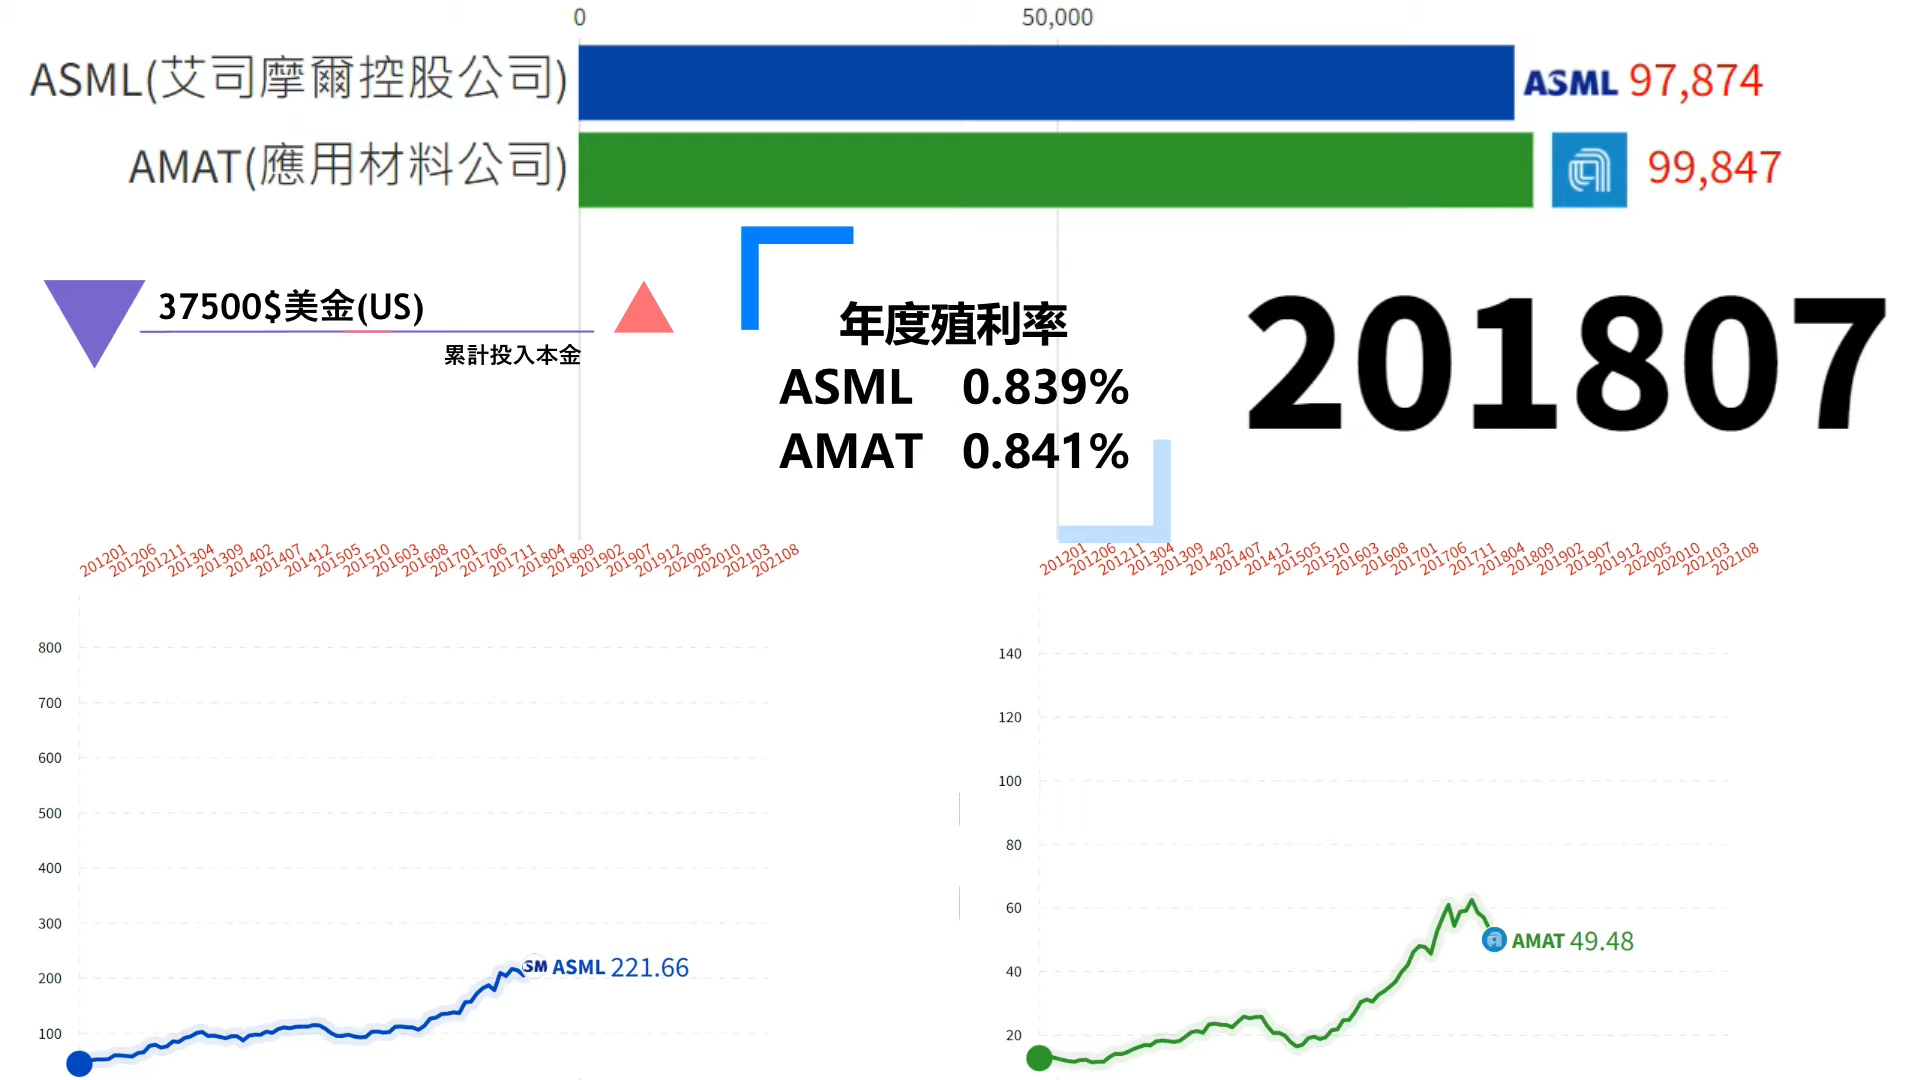 0 50,000
ASML(艾司摩爾控股公司) ASML 97,874
AMAT(應用材料公司) 99,847
37500$美金(US)
累計投入本金
年度殖利率
ASML 0.839%
AMAT 0.841%
201807
201201 201206 201211 201304 201309 201402 201407 201412 201505 201510 201603 201608 201701 201706 201711 201804 201809 201902 201907 201912 202005 202010 202103 202108
800
700
600
500
400
300
200
100
SM ASML 221.66
201201 201206 201211 201304 201309 201402 201407 201412 201505 201510 201603 201608 201701 201706 201711 201804 201809 201902 201907 201912 202005 202010 202103 202108
140
120
100
80
60
40
20
AMAT 49.48